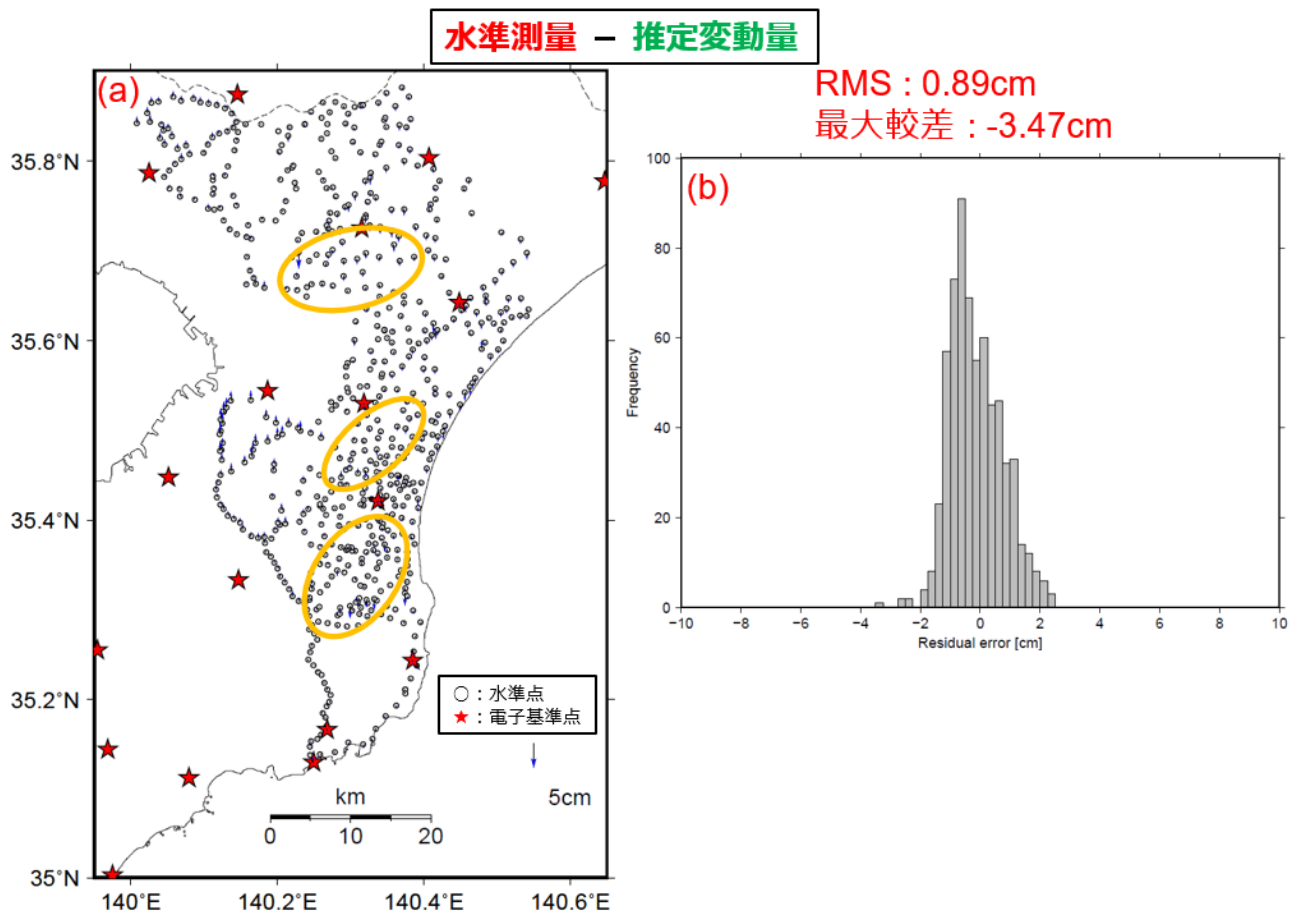 水準測量 − 推定変動量
(a)
RMS : 0.89cm
最大較差 : -3.47cm
35.8°N
35.6°N
35.4°N
35.2°N
35°N
140°E 140.2°E 140.4°E 140.6°E
○ : 水準点
★ : 電子基準点
5cm
km
0 10 20
(b)
Frequency
100
80
60
40
20
0
−10 −8 −6 −4 −2 0 2 4 6 8 10
Residual error [cm]